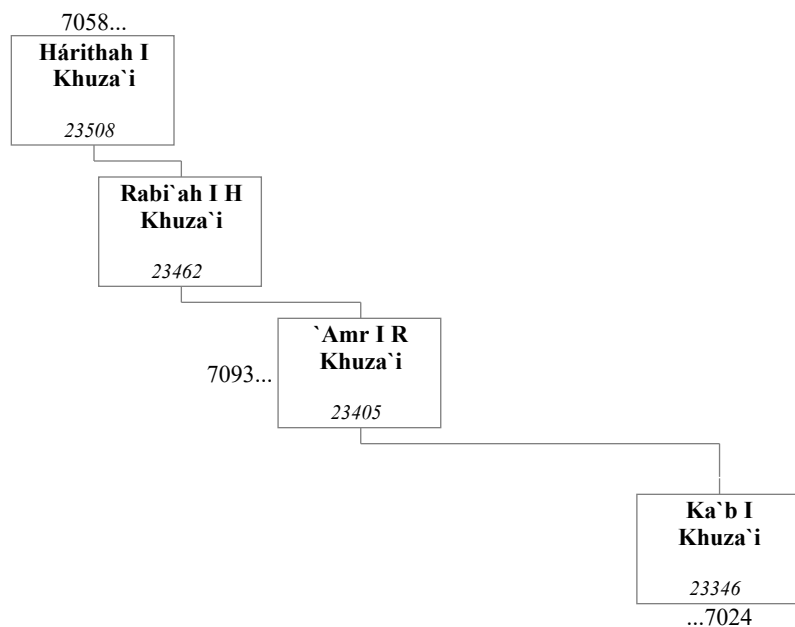 7058...
Hárithah I
Khuza`i
23508
Rabi`ah I H
Khuza`i
23462
`Amr I R
Khuza`i
7093...
23405
Ka`b I
Khuza`i
23346
...7024